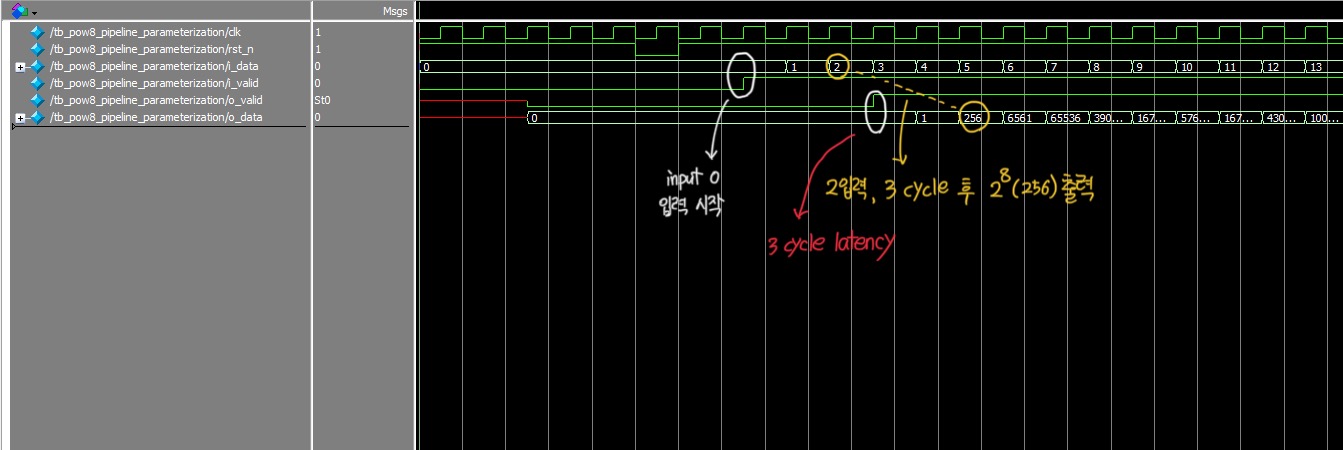 Msgs
/tb_pow8_pipeline_parameterization/clk 1
/tb_pow8_pipeline_parameterization/rst_n 1
/tb_pow8_pipeline_parameterization/i_data 0 0 1 2 3 4 5 6 7 8 9 10 11 12 13
/tb_pow8_pipeline_parameterization/i_valid 0
/tb_pow8_pipeline_parameterization/o_valid St0
/tb_pow8_pipeline_parameterization/o_data 0 0 1 256 6561 65536 390... 167... 576... 167... 430... 100...
input 0
입력 시작
2입력, 3 cycle 후 2⁸(256)출력
3 cycle latency